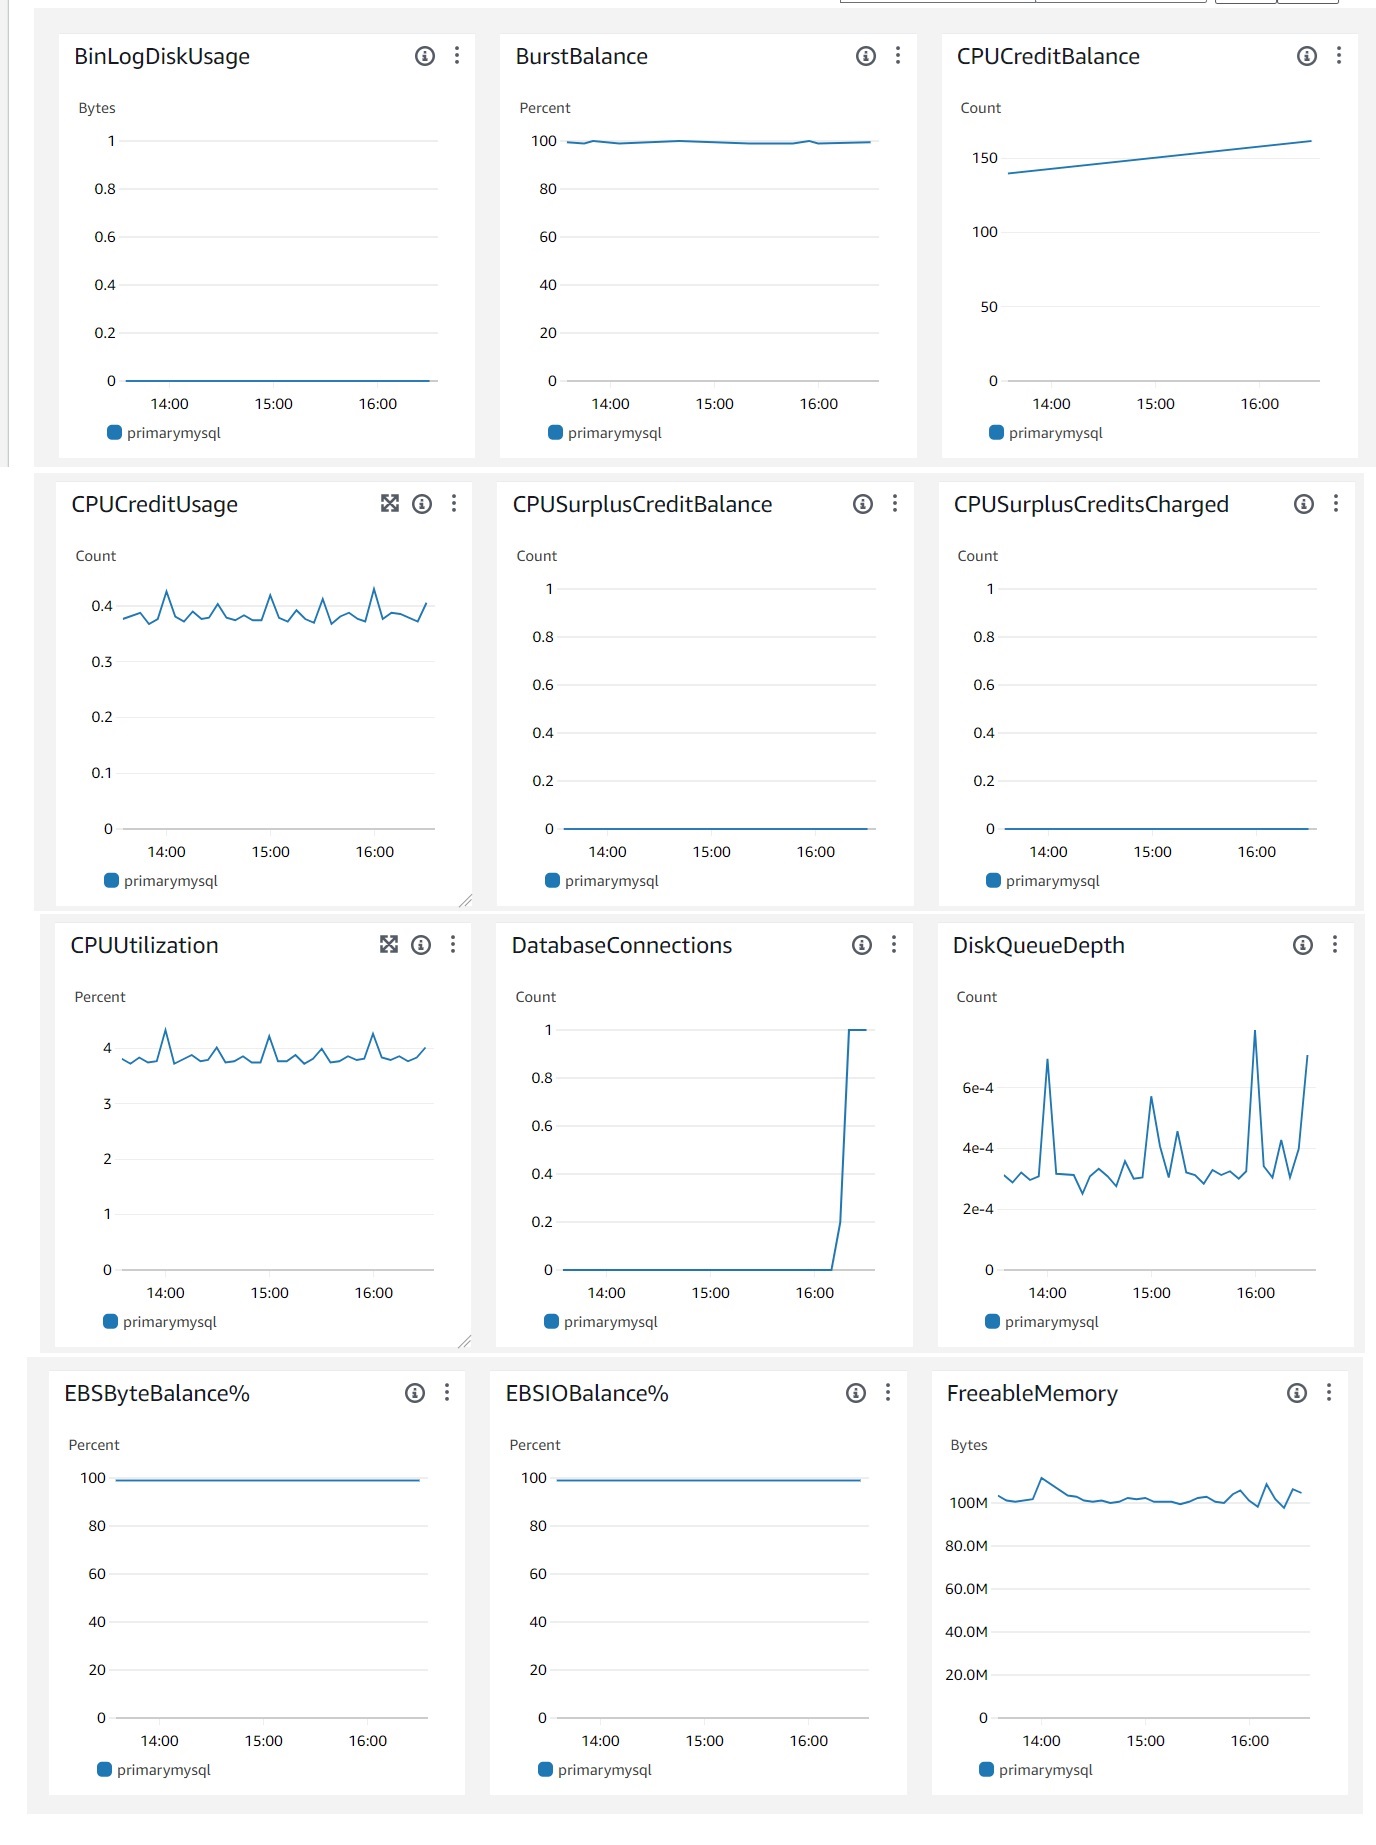 BinLogDiskUsage
Bytes
1
0.8
0.6
0.4
0.2
0
14:00 15:00 16:00
primarymysql
BurstBalance
Percent
100
80
60
40
20
0
14:00 15:00 16:00
primarymysql
CPUCreditBalance
Count
150
100
50
0
14:00 15:00 16:00
primarymysql
CPUCreditUsage
Count
0.4
0.3
0.2
0.1
0
14:00 15:00 16:00
primarymysql
CPUSurplusCreditBalance
Count
1
0.8
0.6
0.4
0.2
0
14:00 15:00 16:00
primarymysql
CPUSurplusCreditsCharged
Count
1
0.8
0.6
0.4
0.2
0
14:00 15:00 16:00
primarymysql
CPUUtilization
Percent
4
3
2
1
0
14:00 15:00 16:00
primarymysql
DatabaseConnections
Count
1
0.8
0.6
0.4
0.2
0
14:00 15:00 16:00
primarymysql
DiskQueueDepth
Count
6e-4
4e-4
2e-4
0
14:00 15:00 16:00
primarymysql
EBSByteBalance%
Percent
100
80
60
40
20
0
14:00 15:00 16:00
primarymysql
EBSIOBalance%
Percent
100
80
60
40
20
0
14:00 15:00 16:00
primarymysql
FreeableMemory
Bytes
100M
80.0M
60.0M
40.0M
20.0M
0
14:00 15:00 16:00
primarymysql